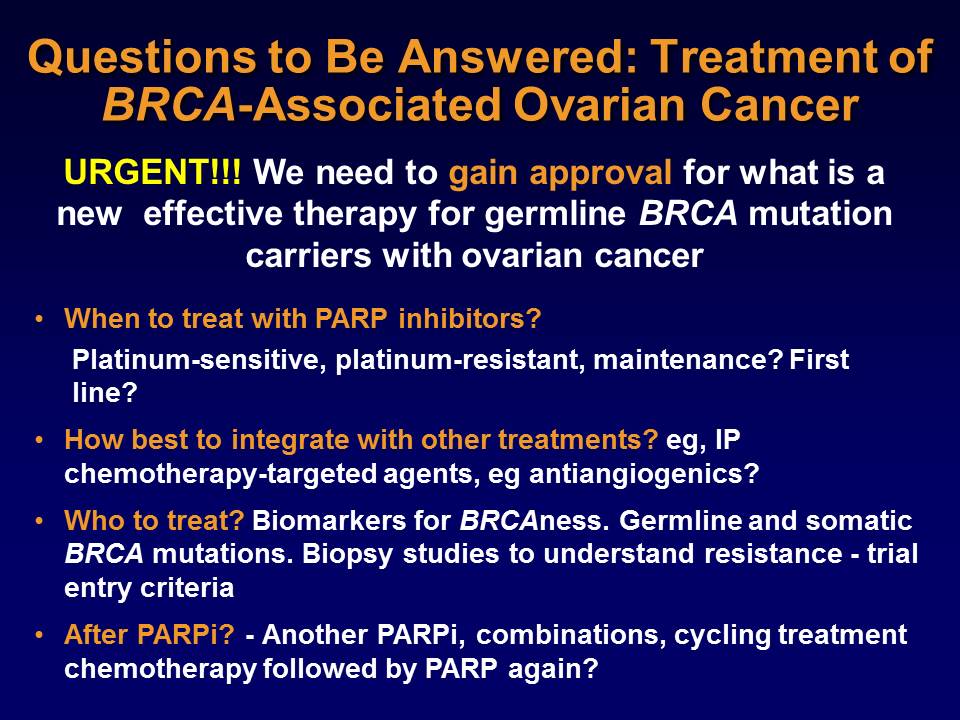 Questions to Be Answered: Treatment of
BRCA-Associated Ovarian Cancer
URGENT!!! We need to gain approval for what is a
new  effective therapy for germline BRCA mutation
carriers with ovarian cancer
• When to treat with PARP inhibitors?
Platinum-sensitive, platinum-resistant, maintenance? First
line?
• How best to integrate with other treatments? eg, IP
chemotherapy-targeted agents, eg antiangiogenics?
• Who to treat? Biomarkers for BRCAness. Germline and somatic
BRCA mutations. Biopsy studies to understand resistance - trial
entry criteria
• After PARPi? - Another PARPi, combinations, cycling treatment
chemotherapy followed by PARP again?